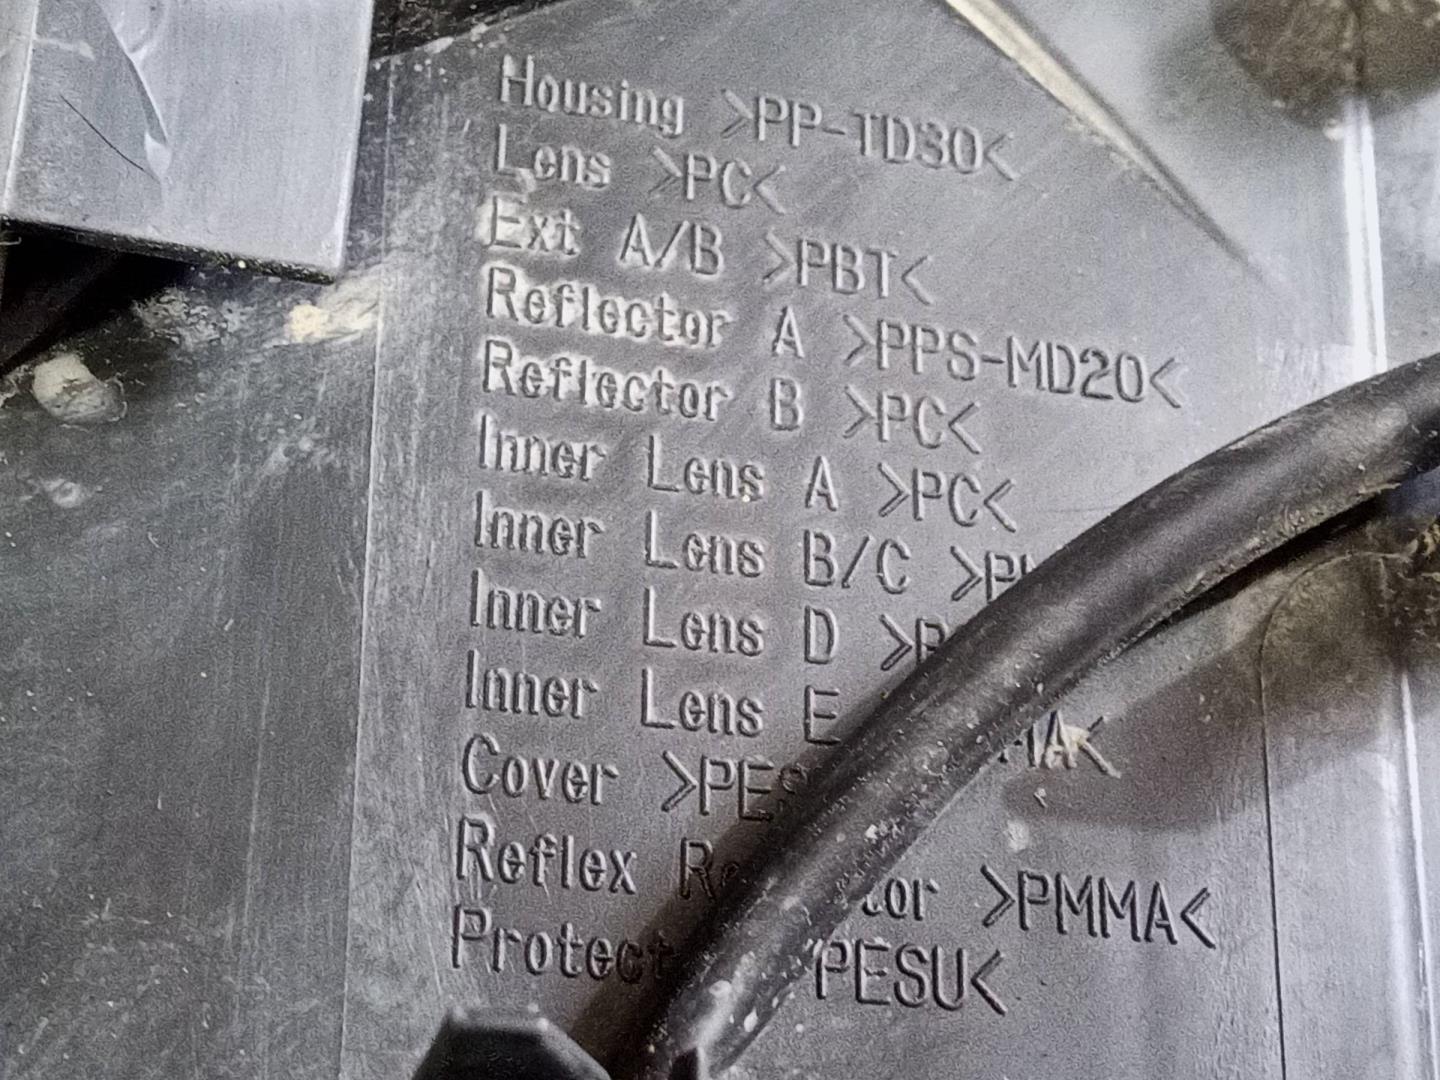 Housing >PP-TD30<
Lens >PC<
Ext A/B >PBT<
Reflector A >PPS-MD20<
Reflector B >PC<
Inner Lens A >PC<
Inner Lens B/C
Inner Lens D
Inner Lens E
Cover
Reflex >PMMA<
PESU<